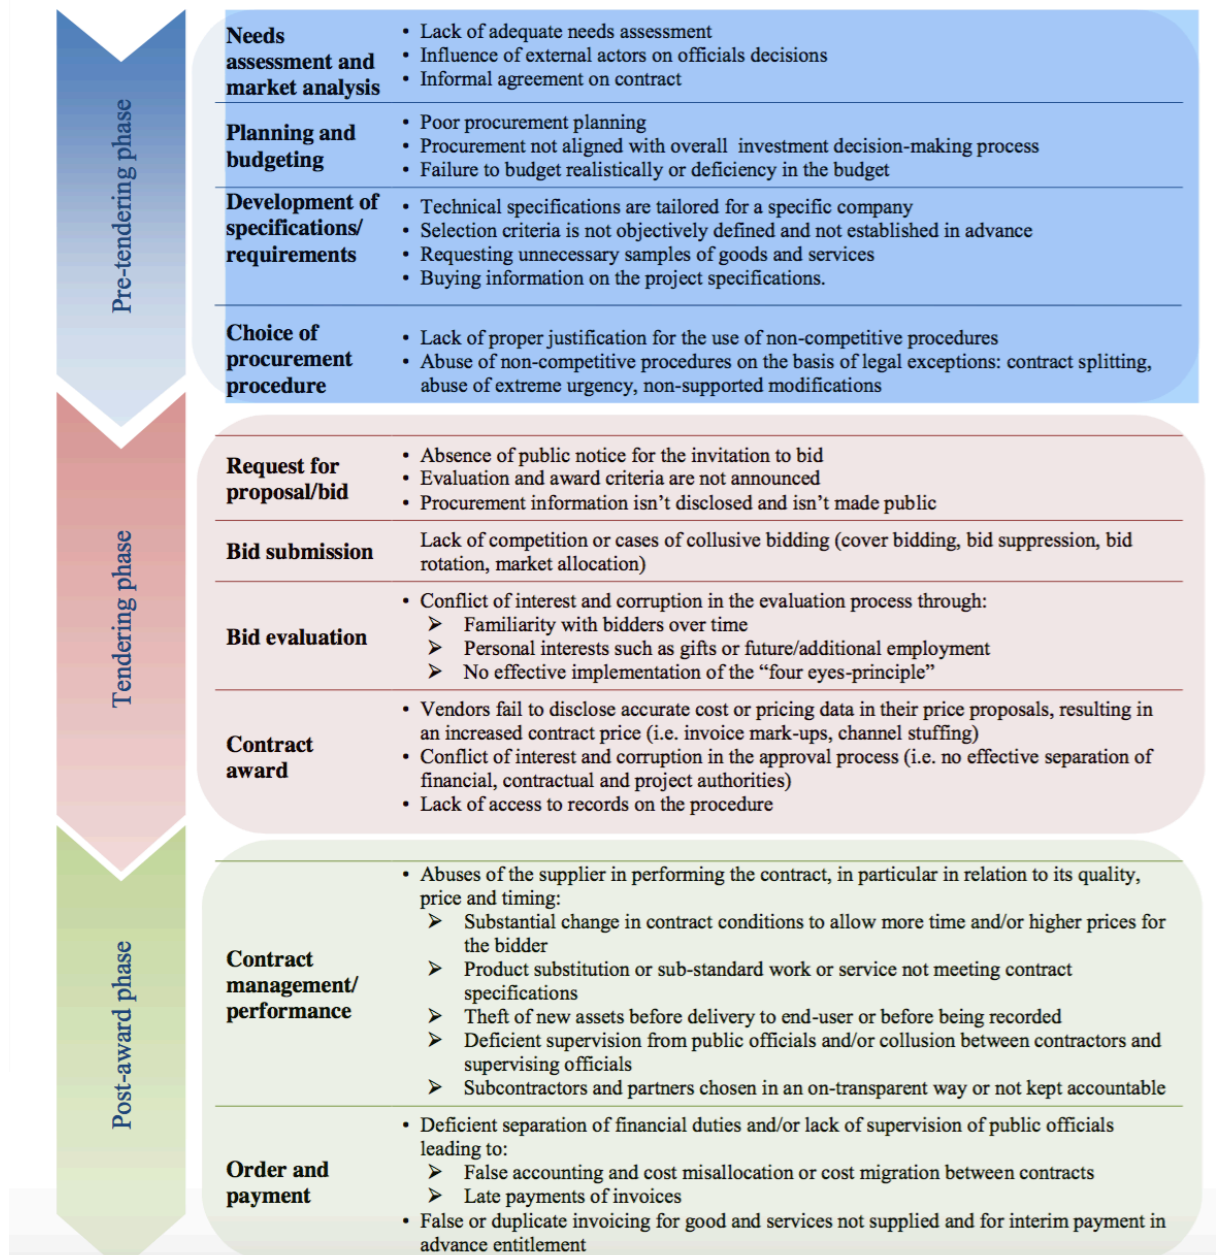 Pre-tendering phase
Needs
assessment and
market analysis
• Lack of adequate needs assessment
• Influence of external actors on officials decisions
• Informal agreement on contract
Planning and
budgeting
• Poor procurement planning
• Procurement not aligned with overall investment decision-making process
• Failure to budget realistically or deficiency in the budget
Development of
specifications/
requirements
• Technical specifications are tailored for a specific company
• Selection criteria is not objectively defined and not established in advance
• Requesting unnecessary samples of goods and services
• Buying information on the project specifications.
Choice of
procurement
procedure
• Lack of proper justification for the use of non-competitive procedures
• Abuse of non-competitive procedures on the basis of legal exceptions: contract splitting,
abuse of extreme urgency, non-supported modifications
Tendering phase
Request for
proposal/bid
• Absence of public notice for the invitation to bid
• Evaluation and award criteria are not announced
• Procurement information isn’t disclosed and isn’t made public
Bid submission
Lack of competition or cases of collusive bidding (cover bidding, bid suppression, bid
rotation, market allocation)
Bid evaluation
• Conflict of interest and corruption in the evaluation process through:
➢ Familiarity with bidders over time
➢ Personal interests such as gifts or future/additional employment
➢ No effective implementation of the “four eyes-principle”
Contract
award
• Vendors fail to disclose accurate cost or pricing data in their price proposals, resulting in
an increased contract price (i.e. invoice mark-ups, channel stuffing)
• Conflict of interest and corruption in the approval process (i.e. no effective separation of
financial, contractual and project authorities)
• Lack of access to records on the procedure
Post-award phase
Contract
management/
performance
• Abuses of the supplier in performing the contract, in particular in relation to its quality,
price and timing:
➢ Substantial change in contract conditions to allow more time and/or higher prices for
the bidder
➢ Product substitution or sub-standard work or service not meeting contract
specifications
➢ Theft of new assets before delivery to end-user or before being recorded
➢ Deficient supervision from public officials and/or collusion between contractors and
supervising officials
➢ Subcontractors and partners chosen in an on-transparent way or not kept accountable
Order and
payment
• Deficient separation of financial duties and/or lack of supervision of public officials
leading to:
➢ False accounting and cost misallocation or cost migration between contracts
➢ Late payments of invoices
• False or duplicate invoicing for good and services not supplied and for interim payment in
advance entitlement